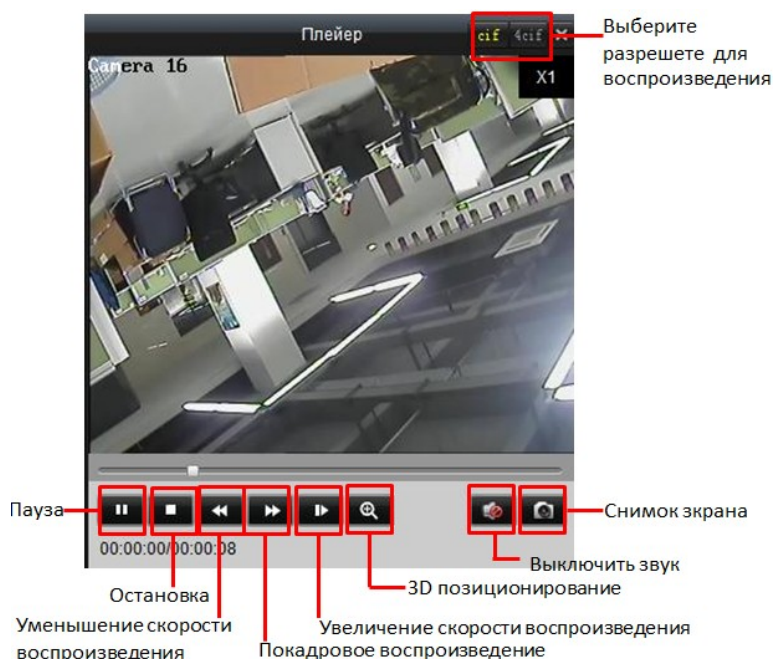 Плейер
cif 4cif
Выберите
разрешете для
воспроизведения
Camera 16
X1
Пауза
Снимок зкрана
00:00:00/00:00:08
Выключить звук
3D позиционирование
Остановка
Уменьшение скорости
воспроизведения
Увеличение скорости воспроизведения
Покадровое воспроизведение